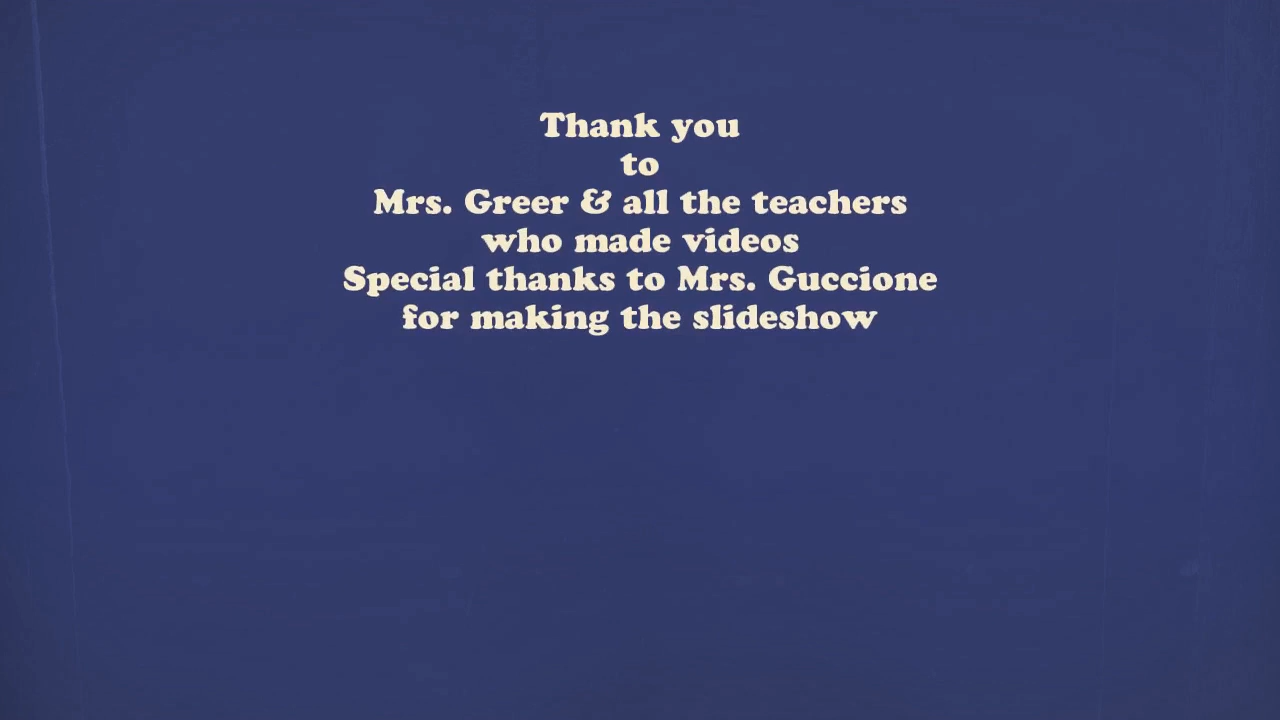 Thank you
to
Mrs. Greer & all the teachers
who made videos
Special thanks to Mrs. Guccione
for making the slideshow